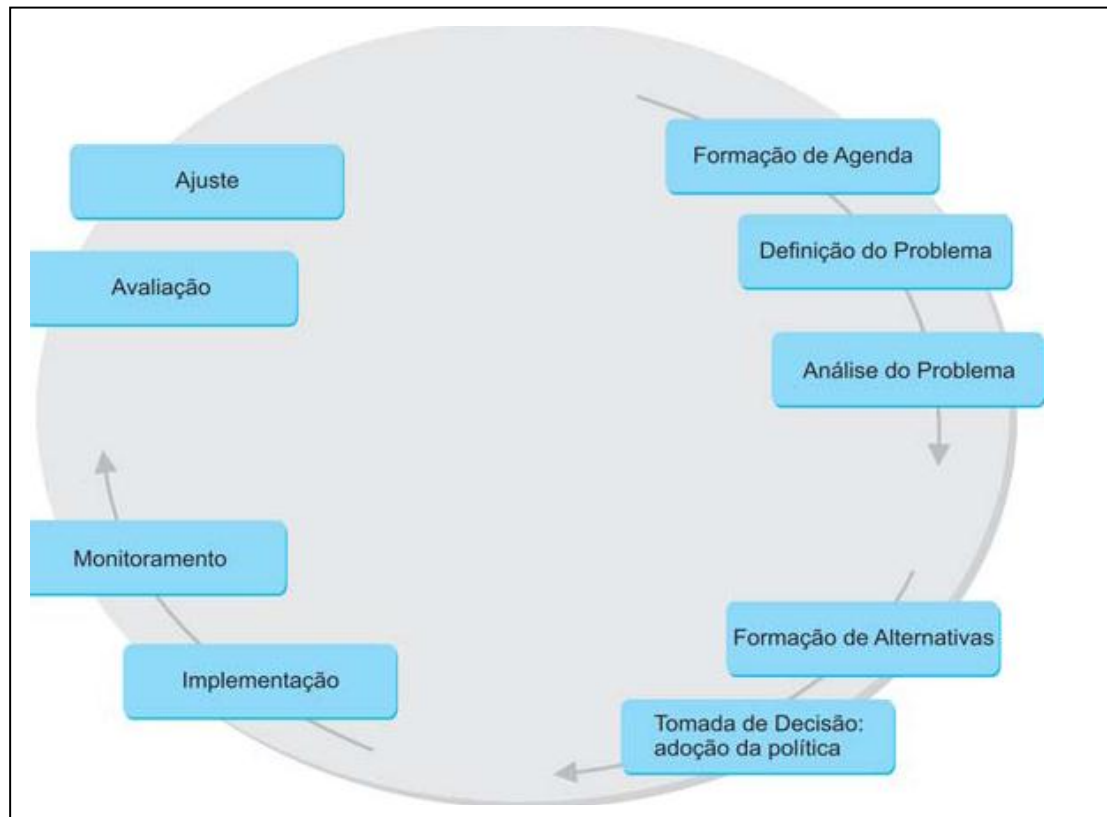 Formação de Agenda
Definição do Problema
Análise do Problema
Formação de Alternativas
Tomada de Decisão:
adoção da política
Implementação
Monitoramento
Avaliação
Ajuste